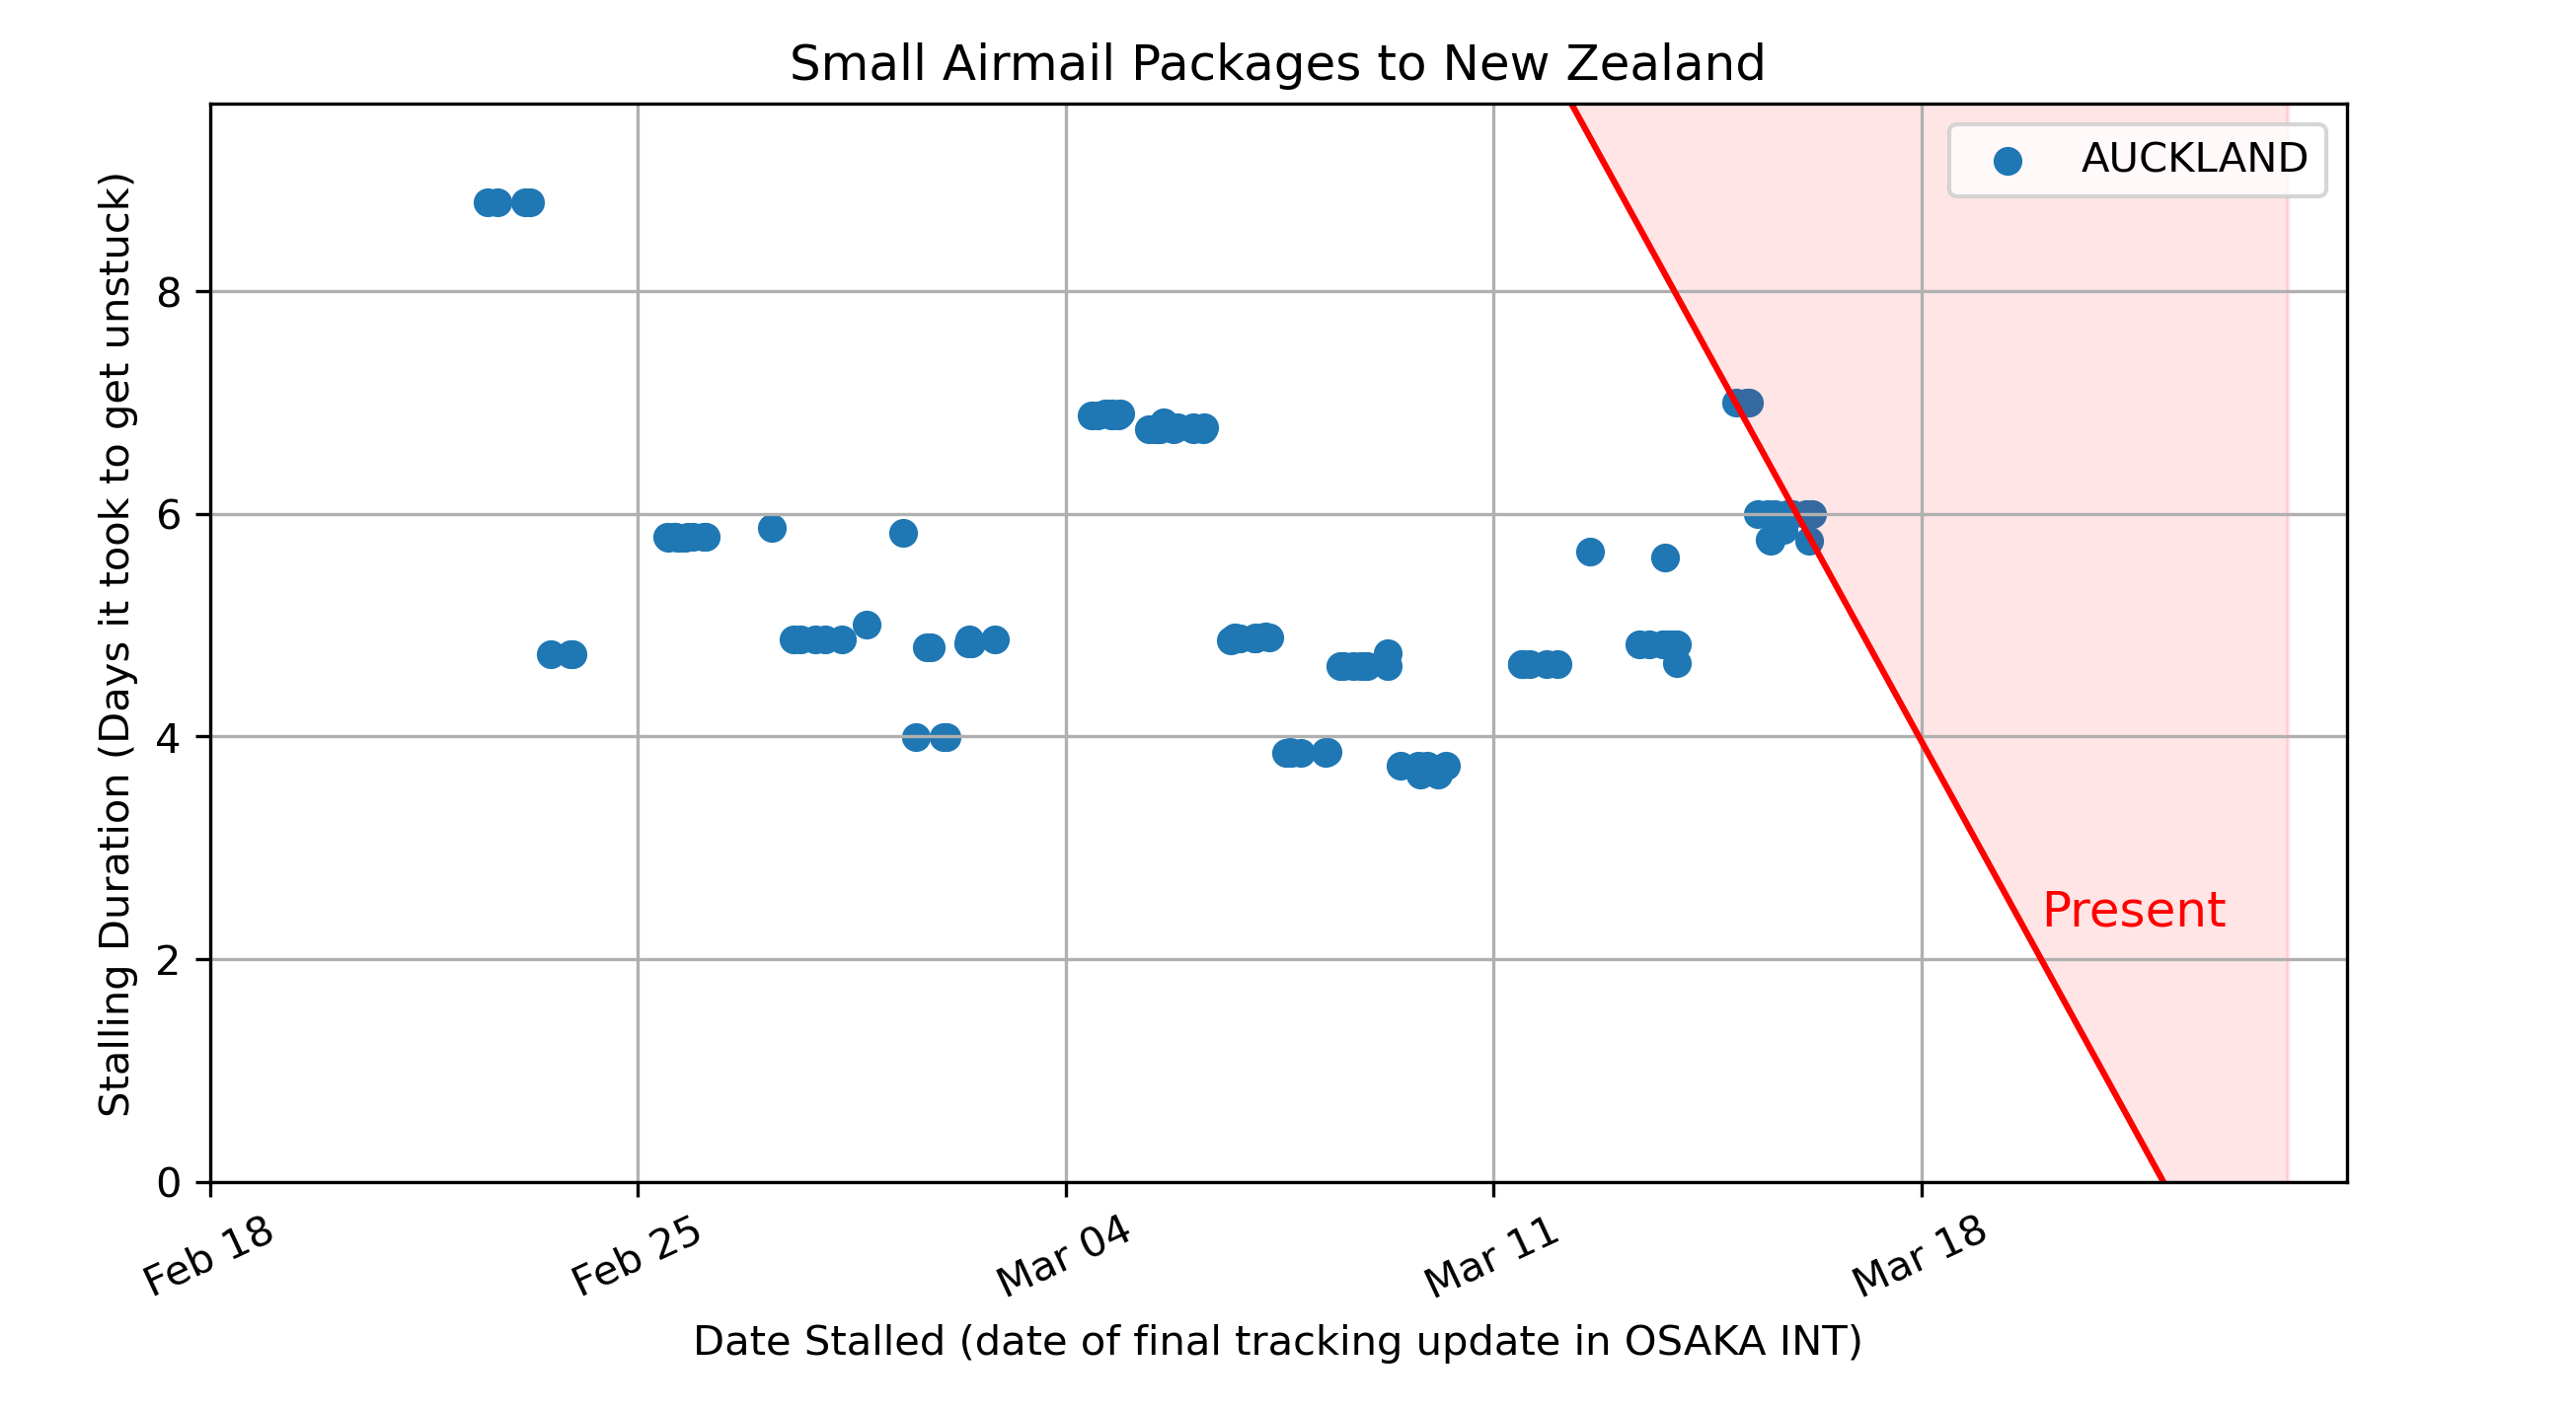 Small Airmail Packages to New Zealand
AUCKLAND
Stalling Duration (Days it took to get unstuck)
8
6
4
2
0
Present
Feb 18
Feb 25
Mar 04
Mar 11
Mar 18
Date Stalled (date of final tracking update in OSAKA INT)